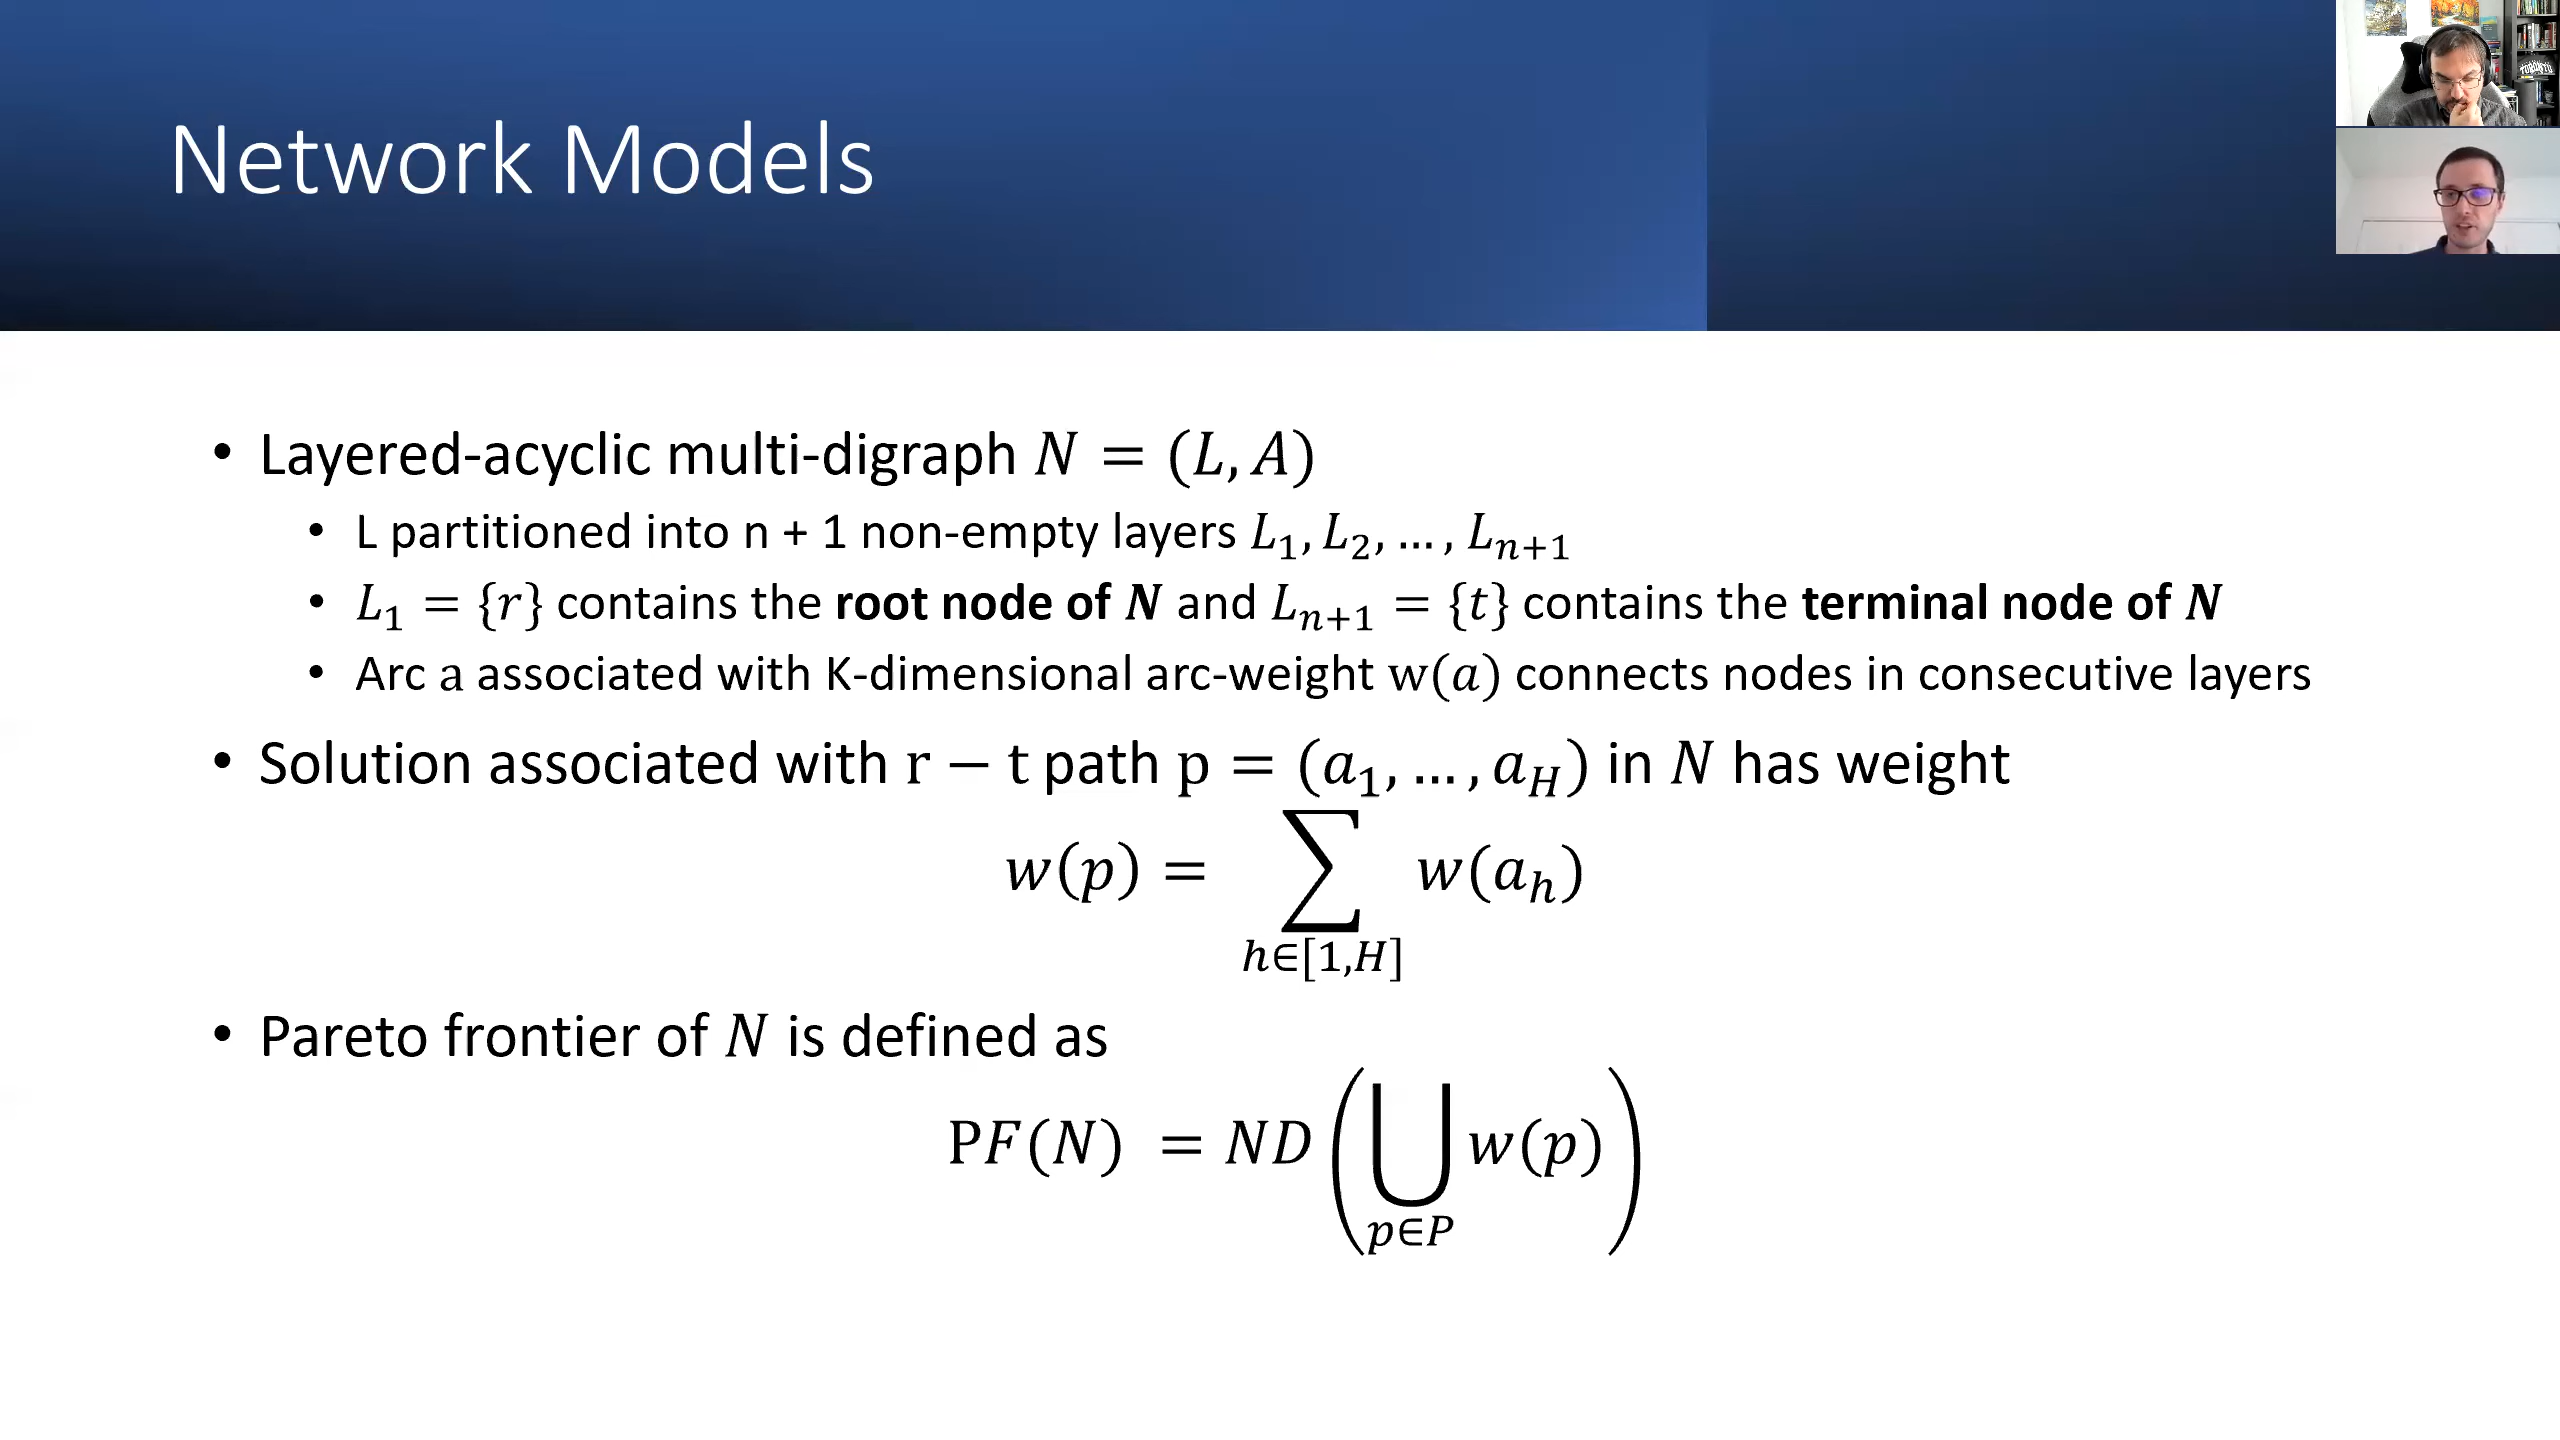 Network Models
• Layered-acyclic multi-digraph 𝑁 = (𝐿, 𝐴)
• L partitioned into n + 1 non-empty layers 𝐿₁, 𝐿₂, … , 𝐿ₙ₊₁
• 𝐿₁ = {𝑟} contains the root node of 𝑵 and 𝐿ₙ₊₁ = {𝑡} contains the terminal node of 𝑵
• Arc a associated with K-dimensional arc-weight w(𝑎) connects nodes in consecutive layers
• Solution associated with r − t path p = (𝑎₁, … , 𝑎_𝐻) in 𝑁 has weight
𝑤(𝑝) = ∑_{ℎ∈[1,𝐻]} 𝑤(𝑎ₕ)
• Pareto frontier of 𝑁 is defined as
P𝐹(𝑁) = 𝑁𝐷(⋃_{𝑝∈𝑃} 𝑤(𝑝))
TORONTO